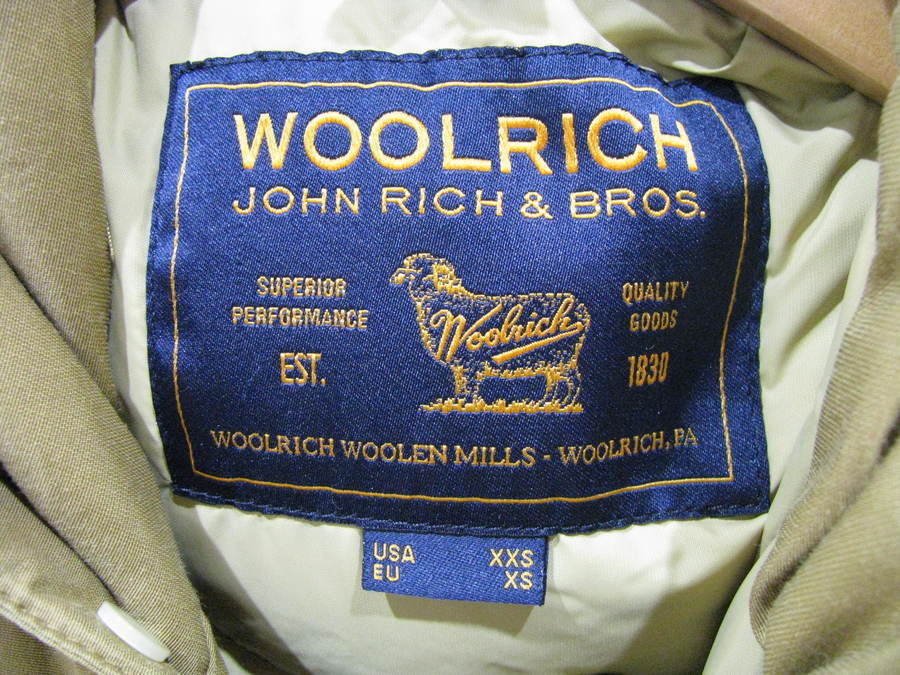 WOOLRICH
JOHN RICH & BROS.
SUPERIOR PERFORMANCE
QUALITY GOODS
Woolrich
EST. 1830
WOOLRICH WOOLEN MILLS - WOOLRICH, PA
USA XXS
EU XS